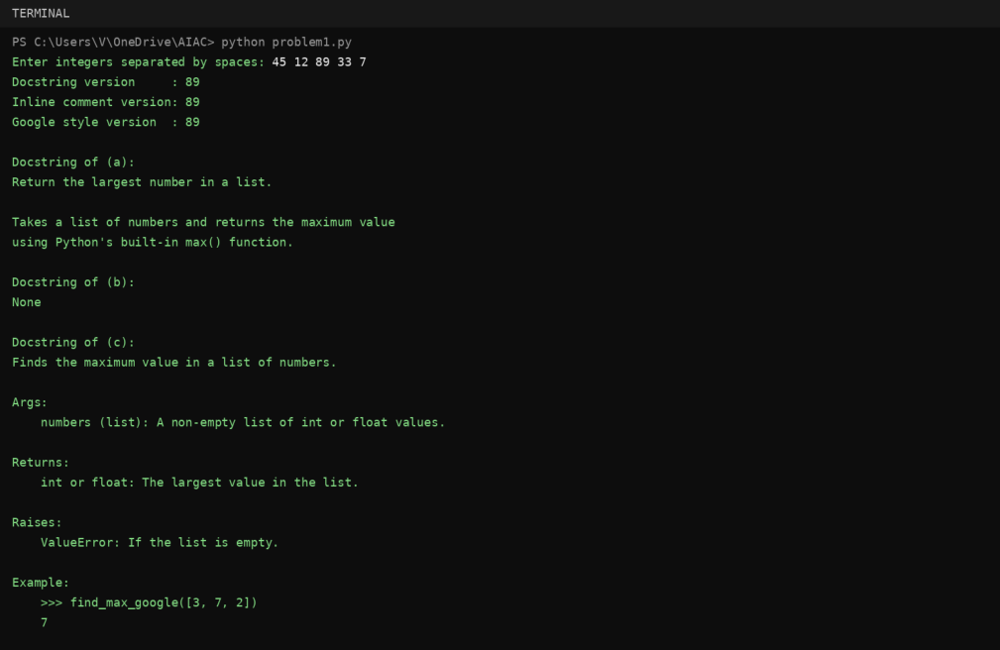 TERMINAL
PS C:\Users\V\OneDrive\AIAC> python problem1.py
Enter integers separated by spaces: 45 12 89 33 7
Docstring version     : 89
Inline comment version: 89
Google style version  : 89
Docstring of (a):
Return the largest number in a list.
Takes a list of numbers and returns the maximum value
using Python's built-in max() function.
Docstring of (b):
None
Docstring of (c):
Finds the maximum value in a list of numbers.
Args:
    numbers (list): A non-empty list of int or float values.
Returns:
    int or float: The largest value in the list.
Raises:
    ValueError: If the list is empty.
Example:
    >>> find_max_google([3, 7, 2])
    7